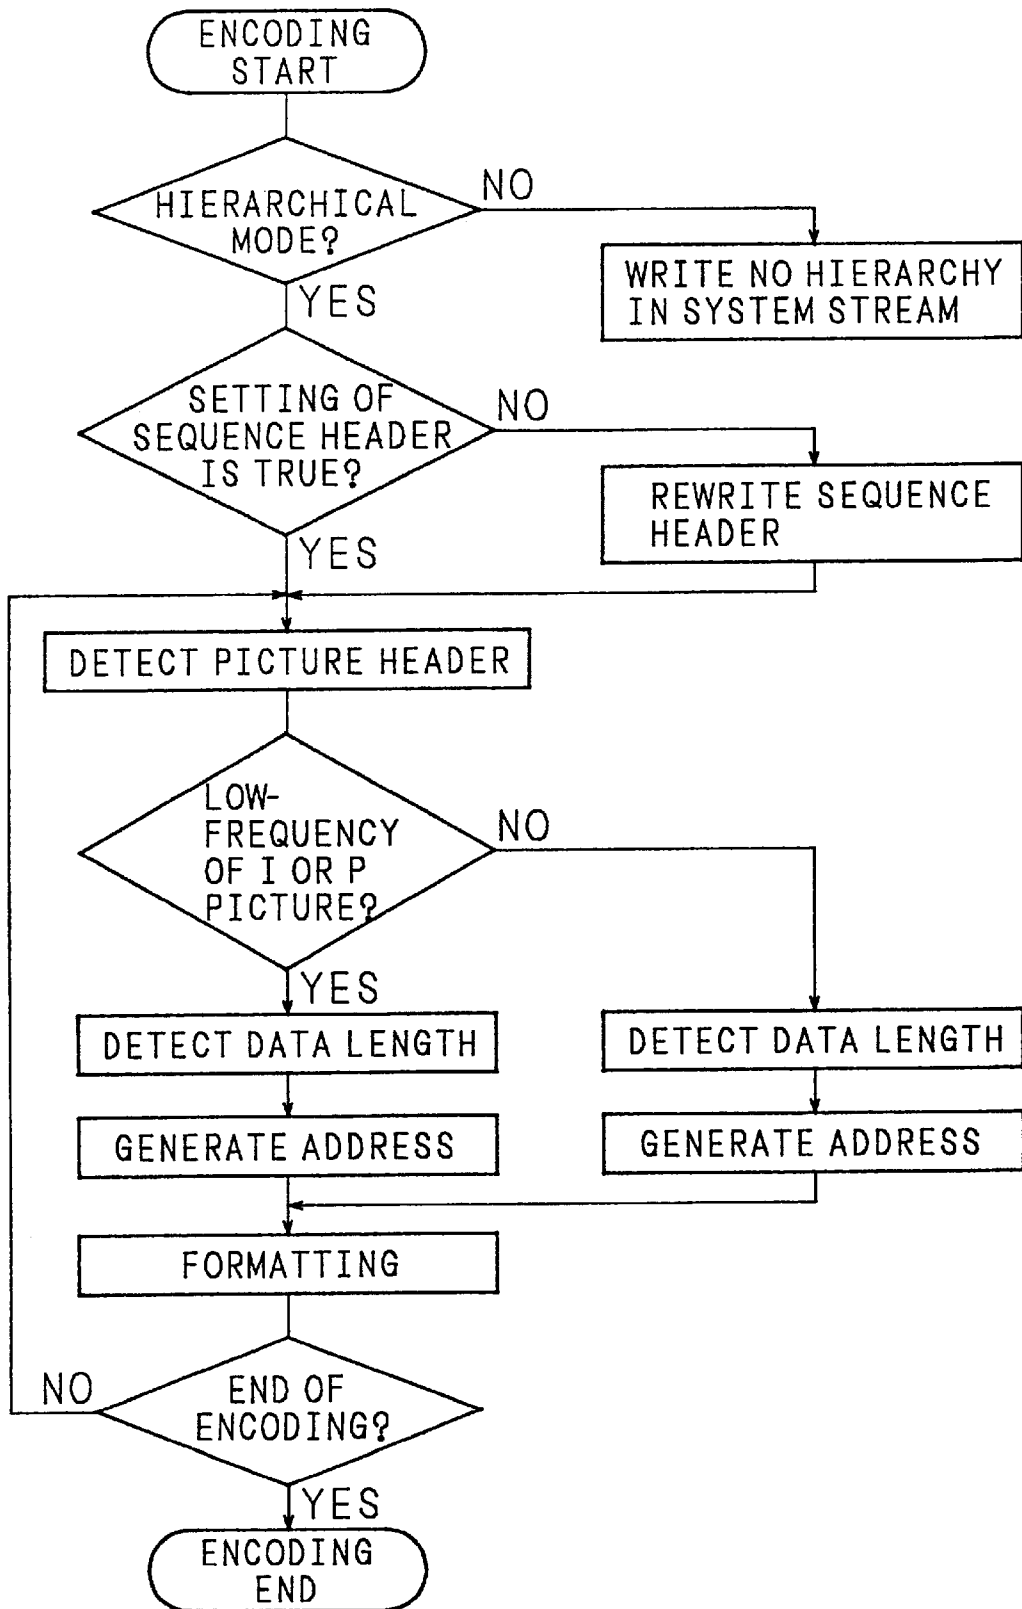 ENCODING
START
HIERARCHICAL
MODE?
NO
WRITE NO HIERARCHY
IN SYSTEM STREAM
YES
SETTING OF
SEQUENCE HEADER
IS TRUE?
NO
REWRITE SEQUENCE
HEADER
YES
DETECT PICTURE HEADER
LOW-
FREQUENCY
OF I OR P
PICTURE?
NO
YES
DETECT DATA LENGTH
DETECT DATA LENGTH
GENERATE ADDRESS
GENERATE ADDRESS
FORMATTING
END OF
ENCODING?
NO
YES
ENCODING
END